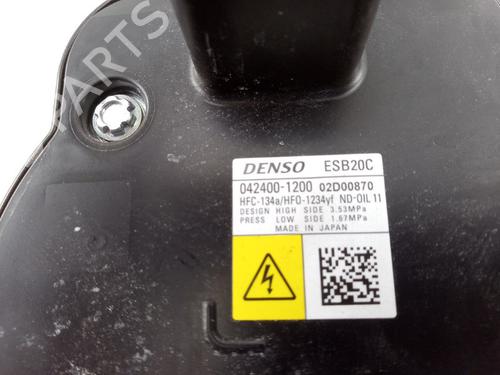 PARTS
DENSO ESB20C
042400-1200 02D00870
HFC-134a/HFO-1234yf ND-OIL 11
DESIGN HIGH SIDE 3.53MPa
PRESS LOW SIDE 1.67MPa
MADE IN JAPAN